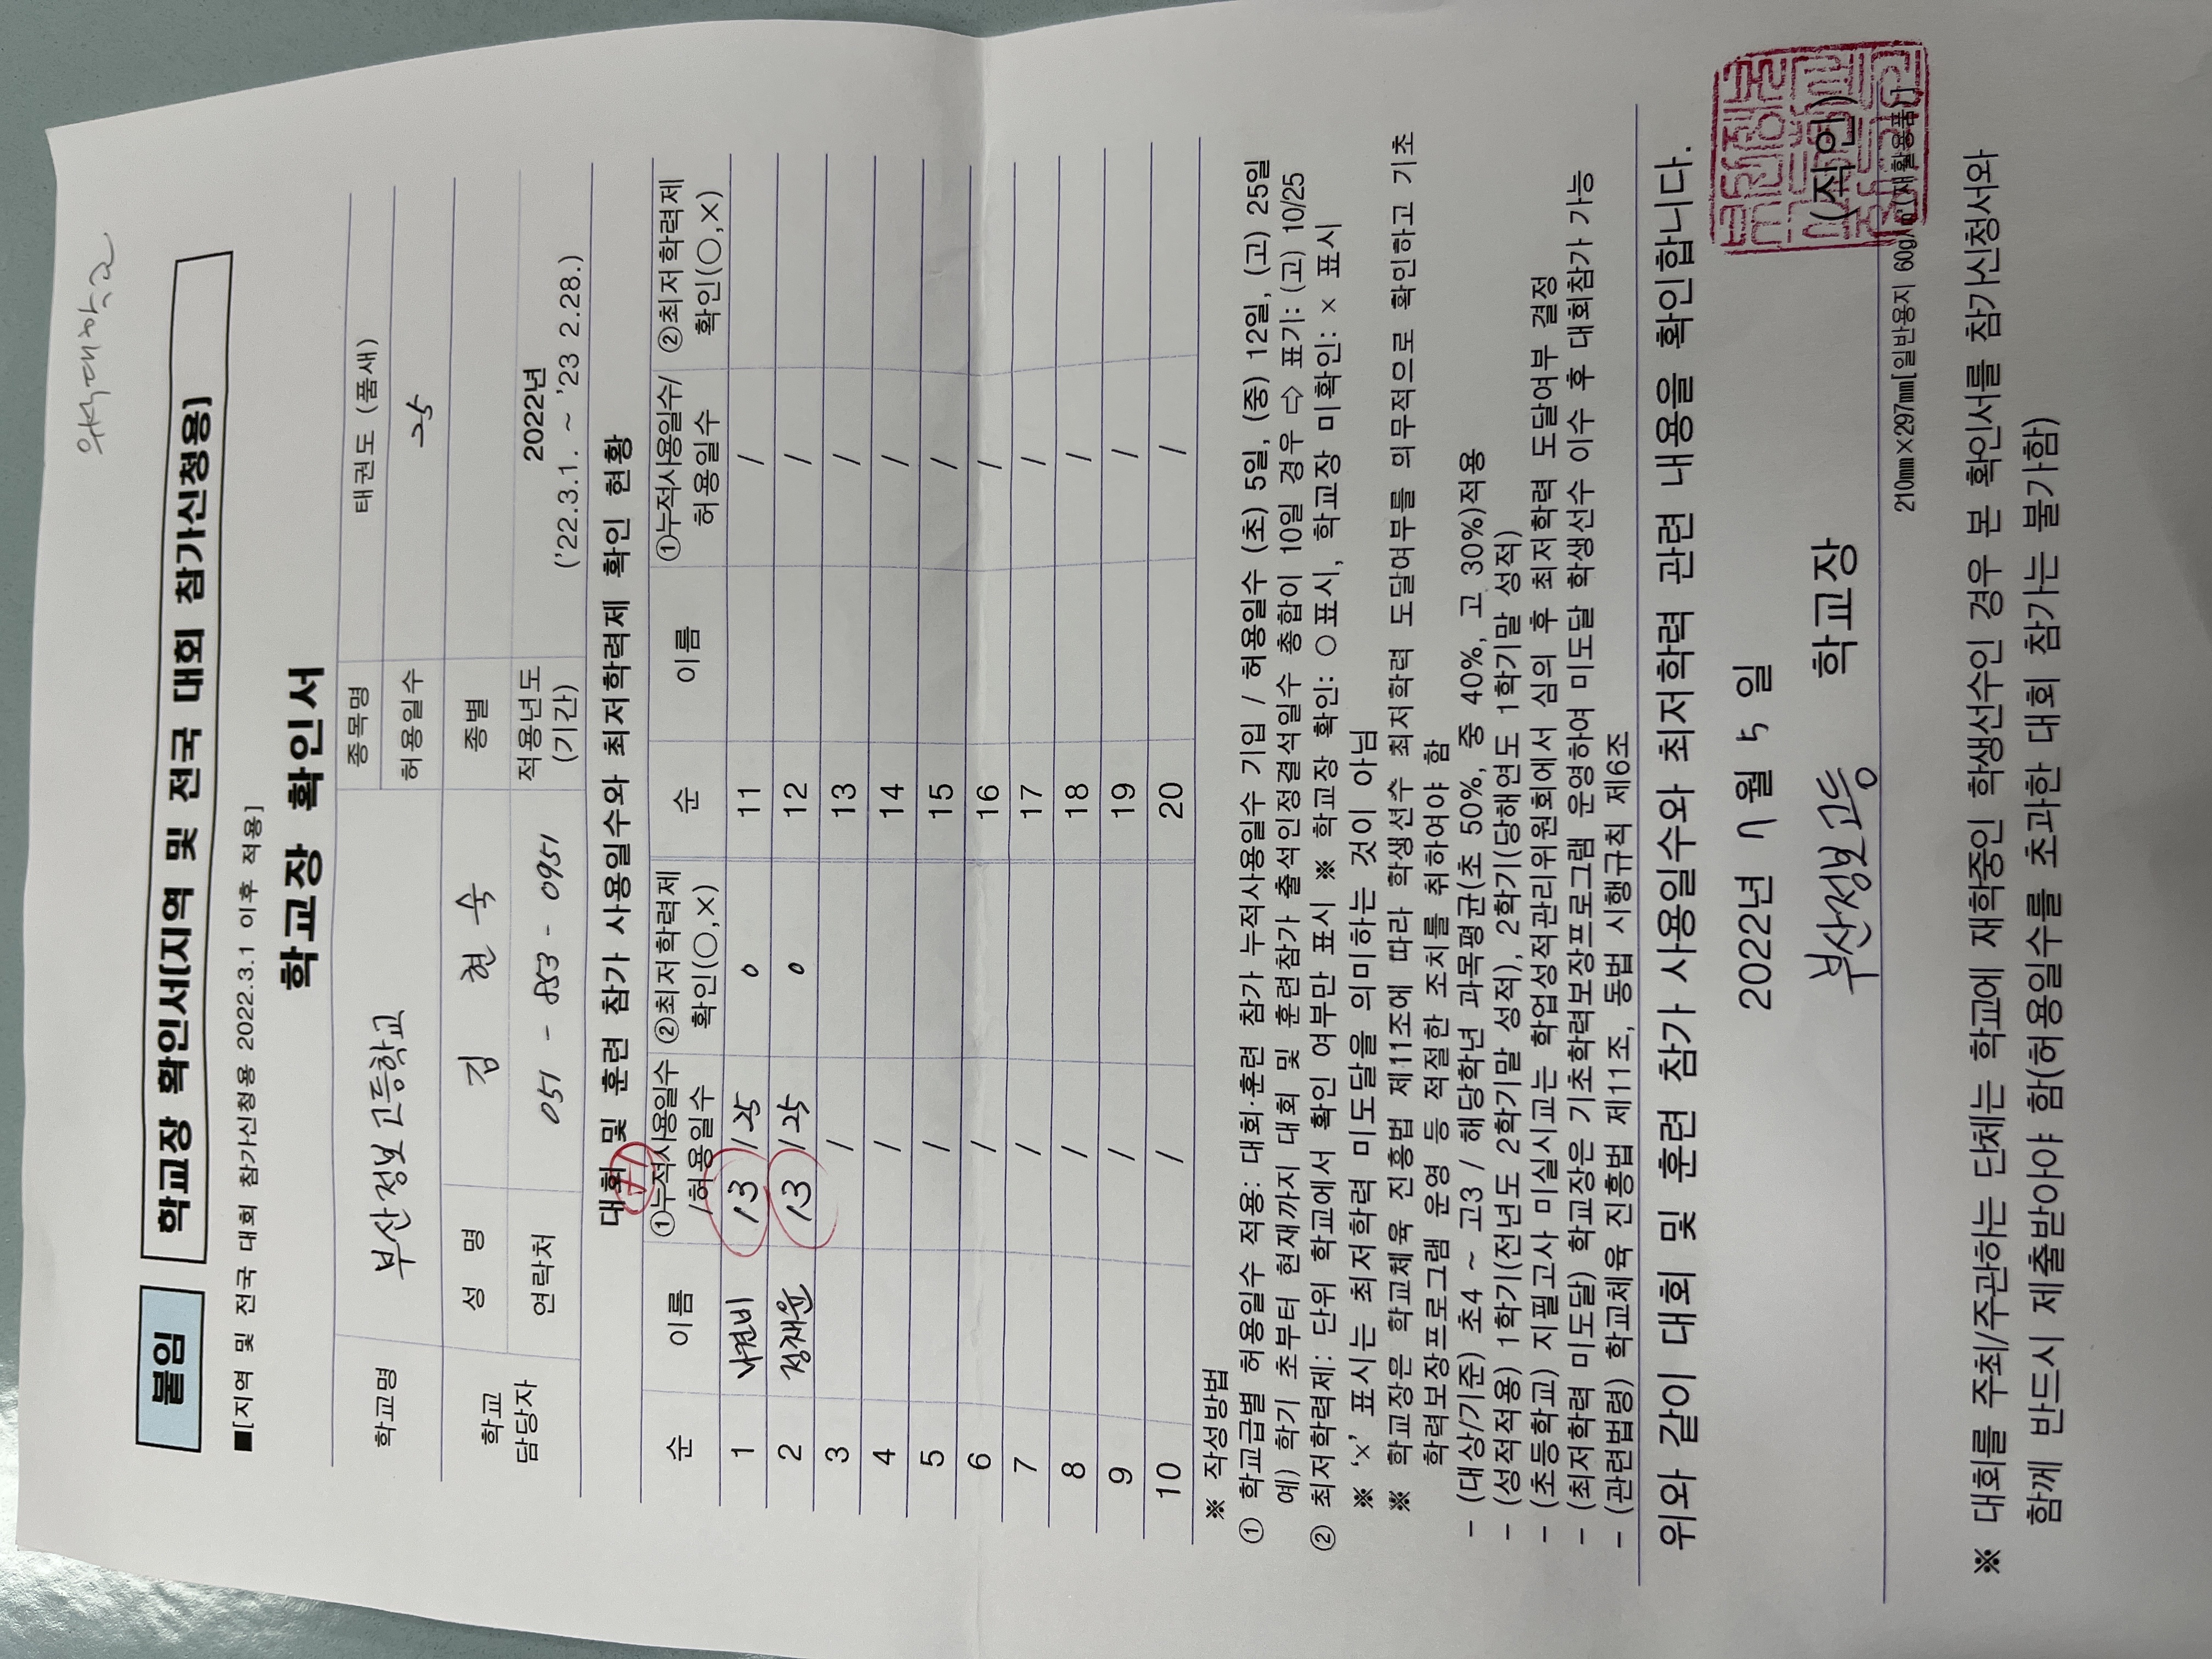 우석대학교
붙임 학교장 확인서[지역 및 전국 대회 참가신청용]
■[지역 및 전국 대회 참가신청용 2022.3.1 이후 적용]
학교장 확인서
학교명 부산정보고등학교 종목명 태권도 (품새)
허용일수 25
학교 담당자 성 명 김 현 숙 종별
연락처 051 - 853 - 0951 적용년도 (기간) 2022년 ('22.3.1. ~ '23 2.28.)
대회 및 훈련 참가 사용일수와 최저학력제 확인 현황
순 이름 ①누적사용일수/허용일수 ②최저학력제 확인(○,×) 순 이름 ①누적사용일수/허용일수 ②최저학력제 확인(○,×)
1 13/25 ○ 11 /
2 정재윤 13/25 ○ 12 /
3 / 13 /
4 / 14 /
5 / 15 /
6 / 16 /
7 / 17 /
8 / 18 /
9 / 19 /
10 / 20 /
※ 작성방법
① 학교급별 허용일수 적용: 대회·훈련 참가 누적사용일수 기입 / 허용일수 (초) 5일, (중) 12일, (고) 25일
예) 학기 초부터 현재까지 대회 및 훈련참가 출석인정결석일수 총합이 10일 경우 ⇨ 표기: (고) 10/25
② 최저학력제: 단위 학교에서 확인 여부만 표시 ※ 학교장 확인: ○ 표시, 학교장 미확인: × 표시
※ '×' 표시는 최저학력 미도달을 의미하는 것이 아님
※ 학교장은 학교체육 진흥법 제11조에 따라 학생선수 최저학력 도달여부를 의무적으로 확인하고 기초
학력보장프로그램 운영 등 적절한 조치를 취하여야 함
- (대상/기준) 초4 ~ 고3 / 해당학년 과목평균(초 50%, 중 40%, 고 30%)적용
- (성적적용) 1학기(전년도 2학기말 성적), 2학기(당해연도 1학기말 성적)
- (초등학교) 지필고사 미실시교는 학업성적관리위원회에서 심의 후 최저학력 도달여부 결정
- (최저학력 미도달) 학교장은 기초학력보장프로그램 운영하여 미도달 학생선수 이수 후 대회참가 가능
- (관련법령) 학교체육 진흥법 제11조, 동법 시행규칙 제6조
위와 같이 대회 및 훈련 참가 사용일수와 최저학력 관련 내용을 확인합니다.
2022년 7월 5일
부산정보고등 학교장 (직인)
210㎜×297㎜[일반용지 60g/㎡(재활용품)]
※ 대회를 주최/주관하는 단체는 학교에 재학중인 학생선수인 경우 본 확인서를 참가신청서와
함께 반드시 제출받아야 함(허용일수를 초과한 대회 참가는 불가함)